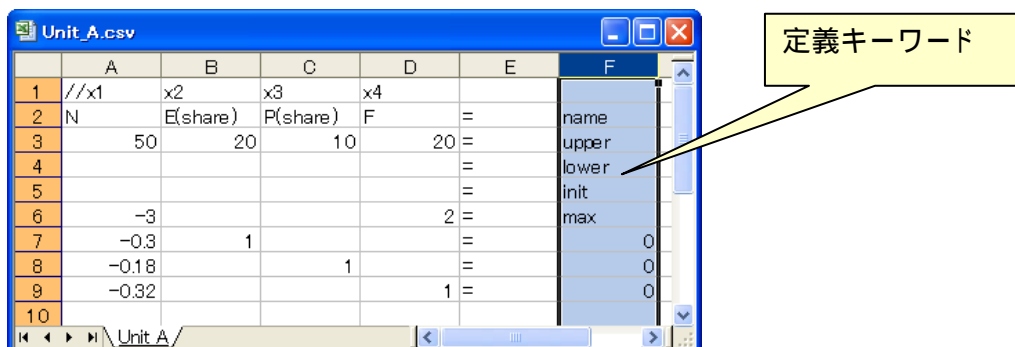 Unit_A.csv
定義キーワード
A B C D E F
1 //x1 x2 x3 x4
2 N E(share) P(share) F = name
3 50 20 10 20 = upper
4 = lower
5 = init
6 -3 2 = max
7 -0.3 1 = 0
8 -0.18 1 = 0
9 -0.32 1 = 0
10
Unit A